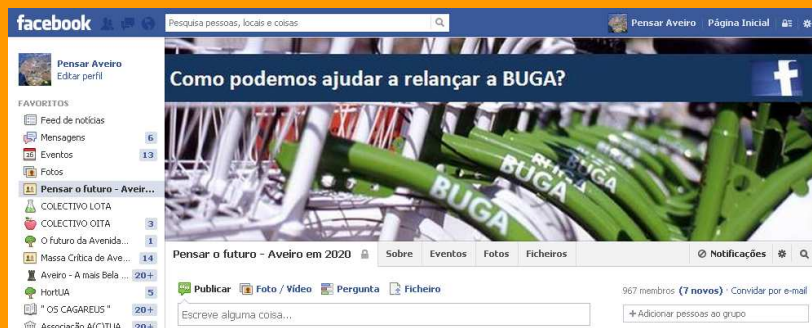 facebook
Pesquisa pessoas, locais e coisas
Pensar Aveiro Página Inicial
Pensar Aveiro
Editar perfil
FAVORITOS
Feed de notícias
Mensagens 6
Eventos 13
Fotos
Pensar o futuro - Aveir...
COLECTIVO LOTA
COLECTIVO OITA 3
O futuro da Avenida... 1
Massa Crítica de Ave... 14
Aveiro - A mais Bela ... 20+
HortUA 5
" OS CAGAREUS " 20+
Associação A(C)TUA 20+
Como podemos ajudar a relançar a BUGA?
f
BUGA
BUGA
BUGA
BUGA
Pensar o futuro - Aveiro em 2020 Sobre Eventos Fotos Ficheiros Notificações
Publicar Foto / Vídeo Pergunta Ficheiro
Escreve alguma coisa...
967 membros (7 novos) · Convidar por e-mail
+ Adicionar pessoas ao grupo